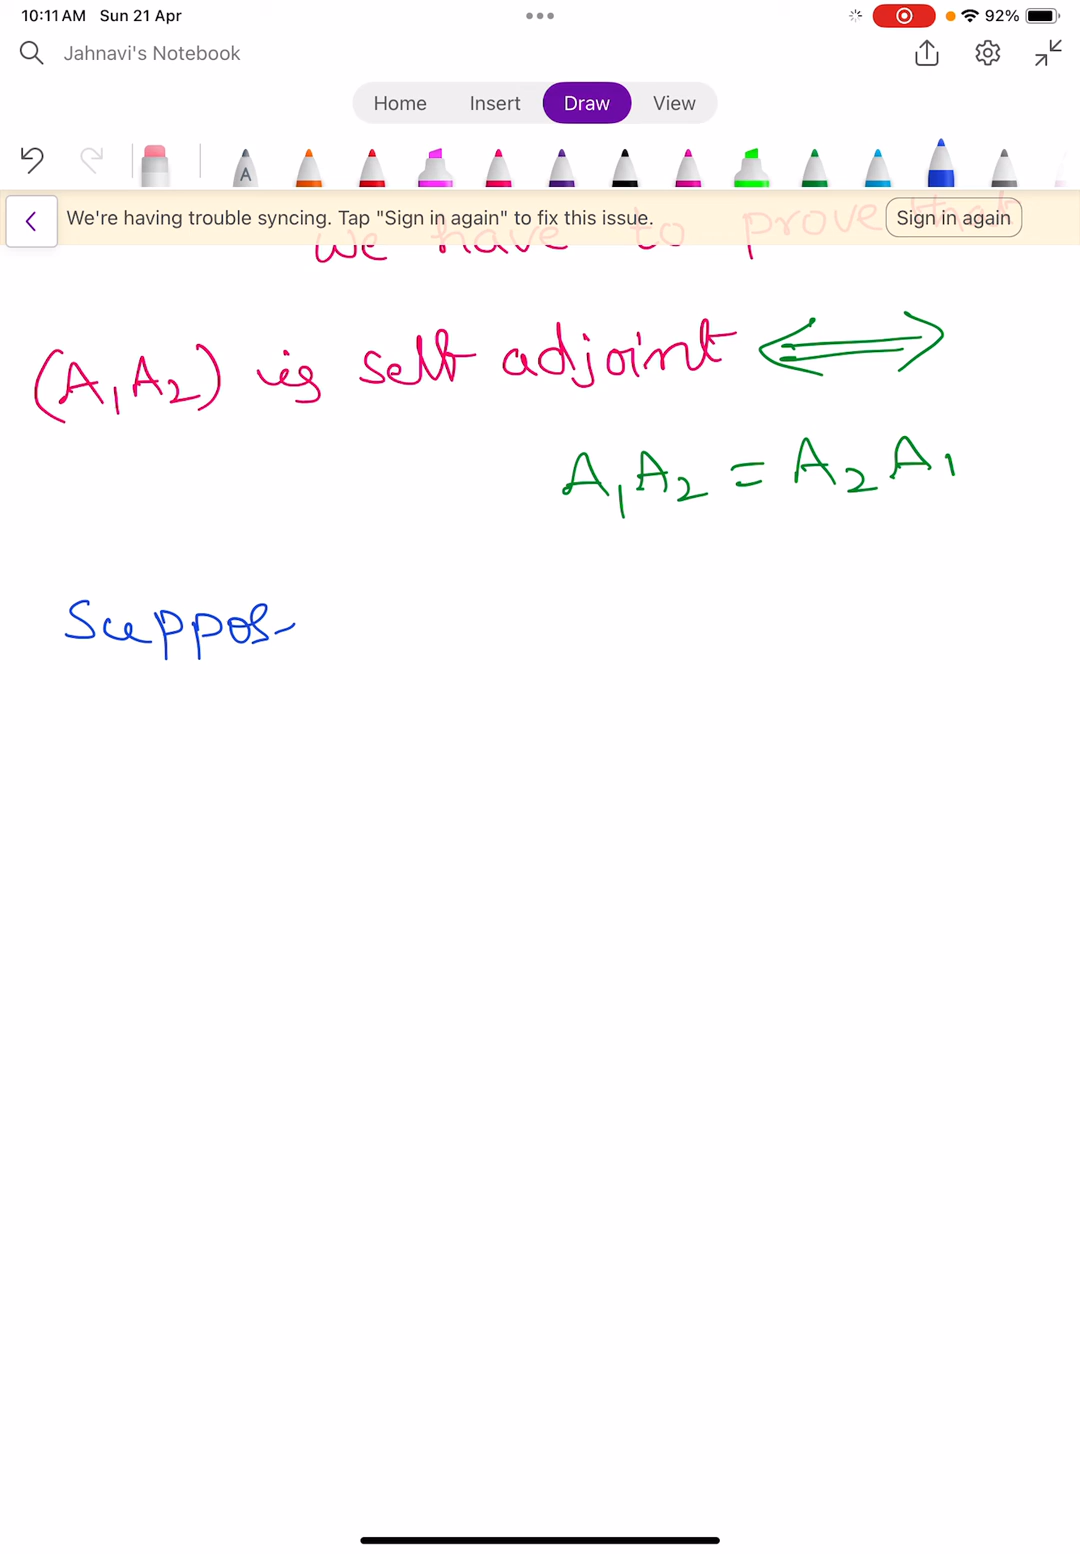 10:11 AM Sun 21 Apr
92%
Jahnavi's Notebook
Home Insert Draw View
A
We're having trouble syncing. Tap "Sign in again" to fix this issue.
Sign in again
we have to prove that
(A₁A₂) is self adjoint ⟺
A₁A₂ = A₂A₁
Suppos